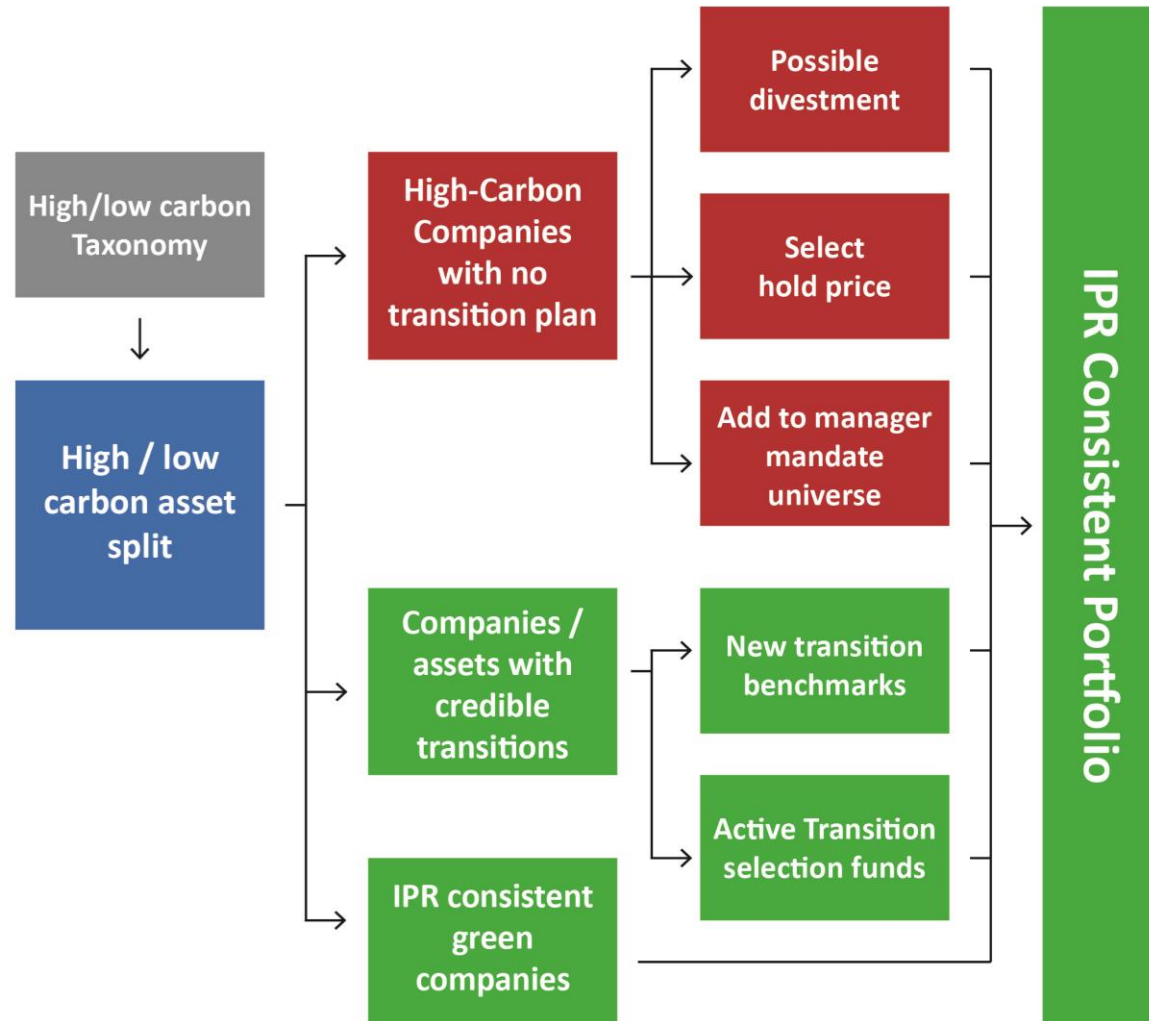 High/low carbon
Taxonomy
High / low
carbon asset
split
High-Carbon
Companies
with no
transition plan
Companies /
assets with
credible
transitions
IPR consistent
green
companies
Possible
divestment
Select
hold price
Add to manager
mandate
universe
New transition
benchmarks
Active Transition
selection funds
IPR Consistent Portfolio